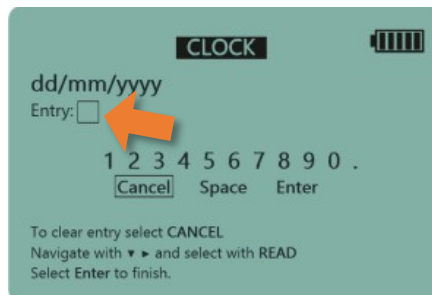 CLOCK
dd/mm/yyyy
Entry:
1 2 3 4 5 6 7 8 9 0 .
Cancel Space Enter
To clear entry select CANCEL
Navigate with ▼ ► and select with READ
Select Enter to finish.